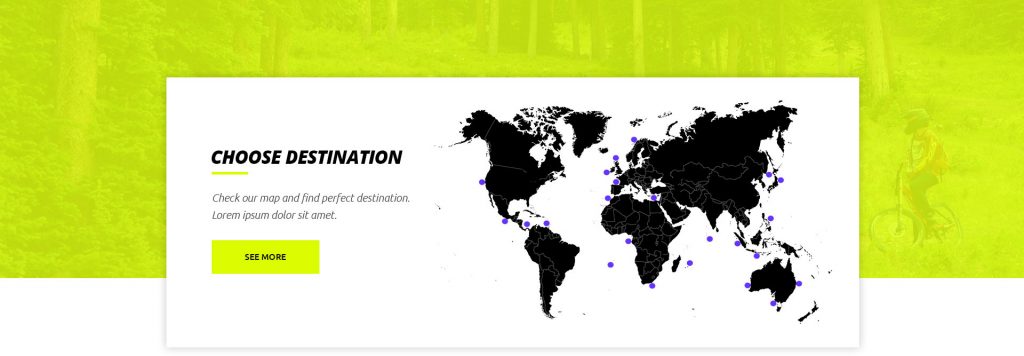 CHOOSE DESTINATION
Check our map and find perfect destination.
Lorem ipsum dolor sit amet.
SEE MORE